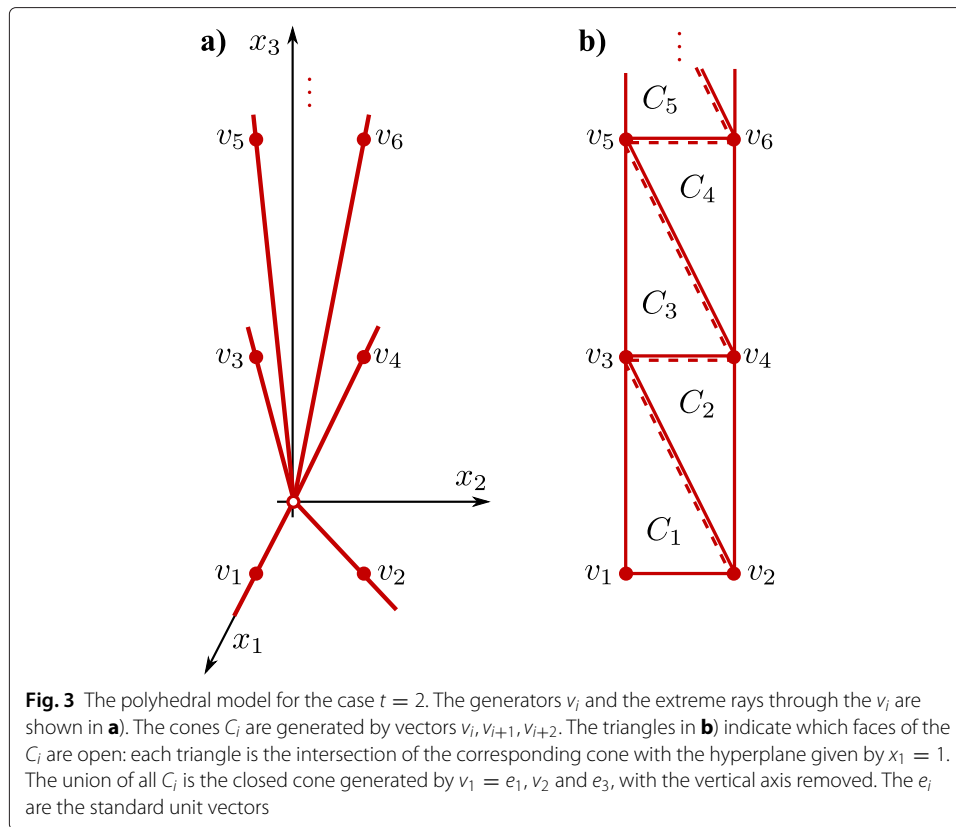 a)
x₃
⋮
v₅
v₆
v₃
v₄
x₂
v₁
v₂
x₁
b)
⋮
C₅
v₅
v₆
C₄
C₃
v₃
v₄
C₂
C₁
v₁
v₂
Fig. 3 The polyhedral model for the case t = 2. The generators vᵢ and the extreme rays through the vᵢ are
shown in a). The cones Cᵢ are generated by vectors vᵢ, vᵢ₊₁, vᵢ₊₂. The triangles in b) indicate which faces of the
Cᵢ are open: each triangle is the intersection of the corresponding cone with the hyperplane given by x₁ = 1.
The union of all Cᵢ is the closed cone generated by v₁ = e₁, v₂ and e₃, with the vertical axis removed. The eᵢ
are the standard unit vectors